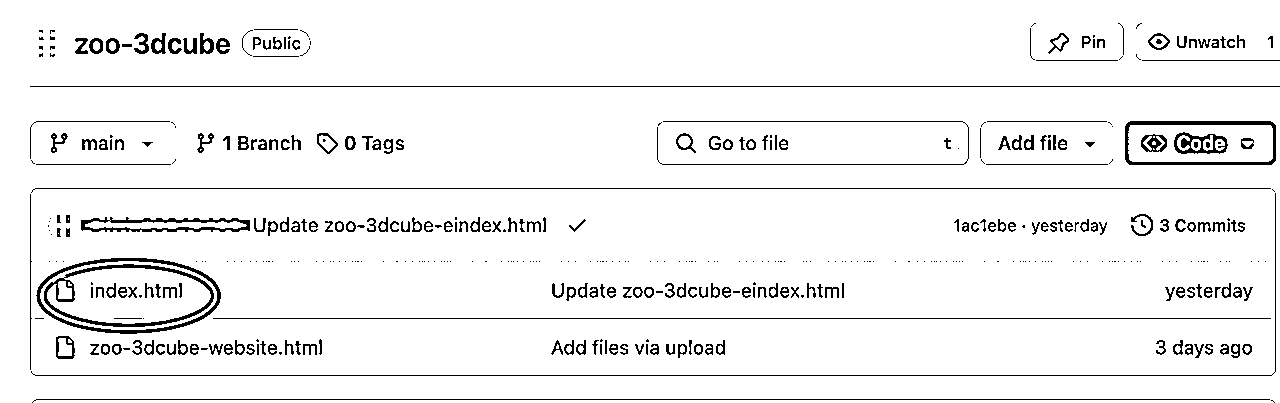 zoo-3dcube Public Pin Unwatch 1
main 1 Branch 0 Tags Go to file t Add file Code
Update zoo-3dcube-eindex.html 1ac1ebe · yesterday 3 Commits
index.html Update zoo-3dcube-eindex.html yesterday
zoo-3dcube-website.html Add files via upload 3 days ago